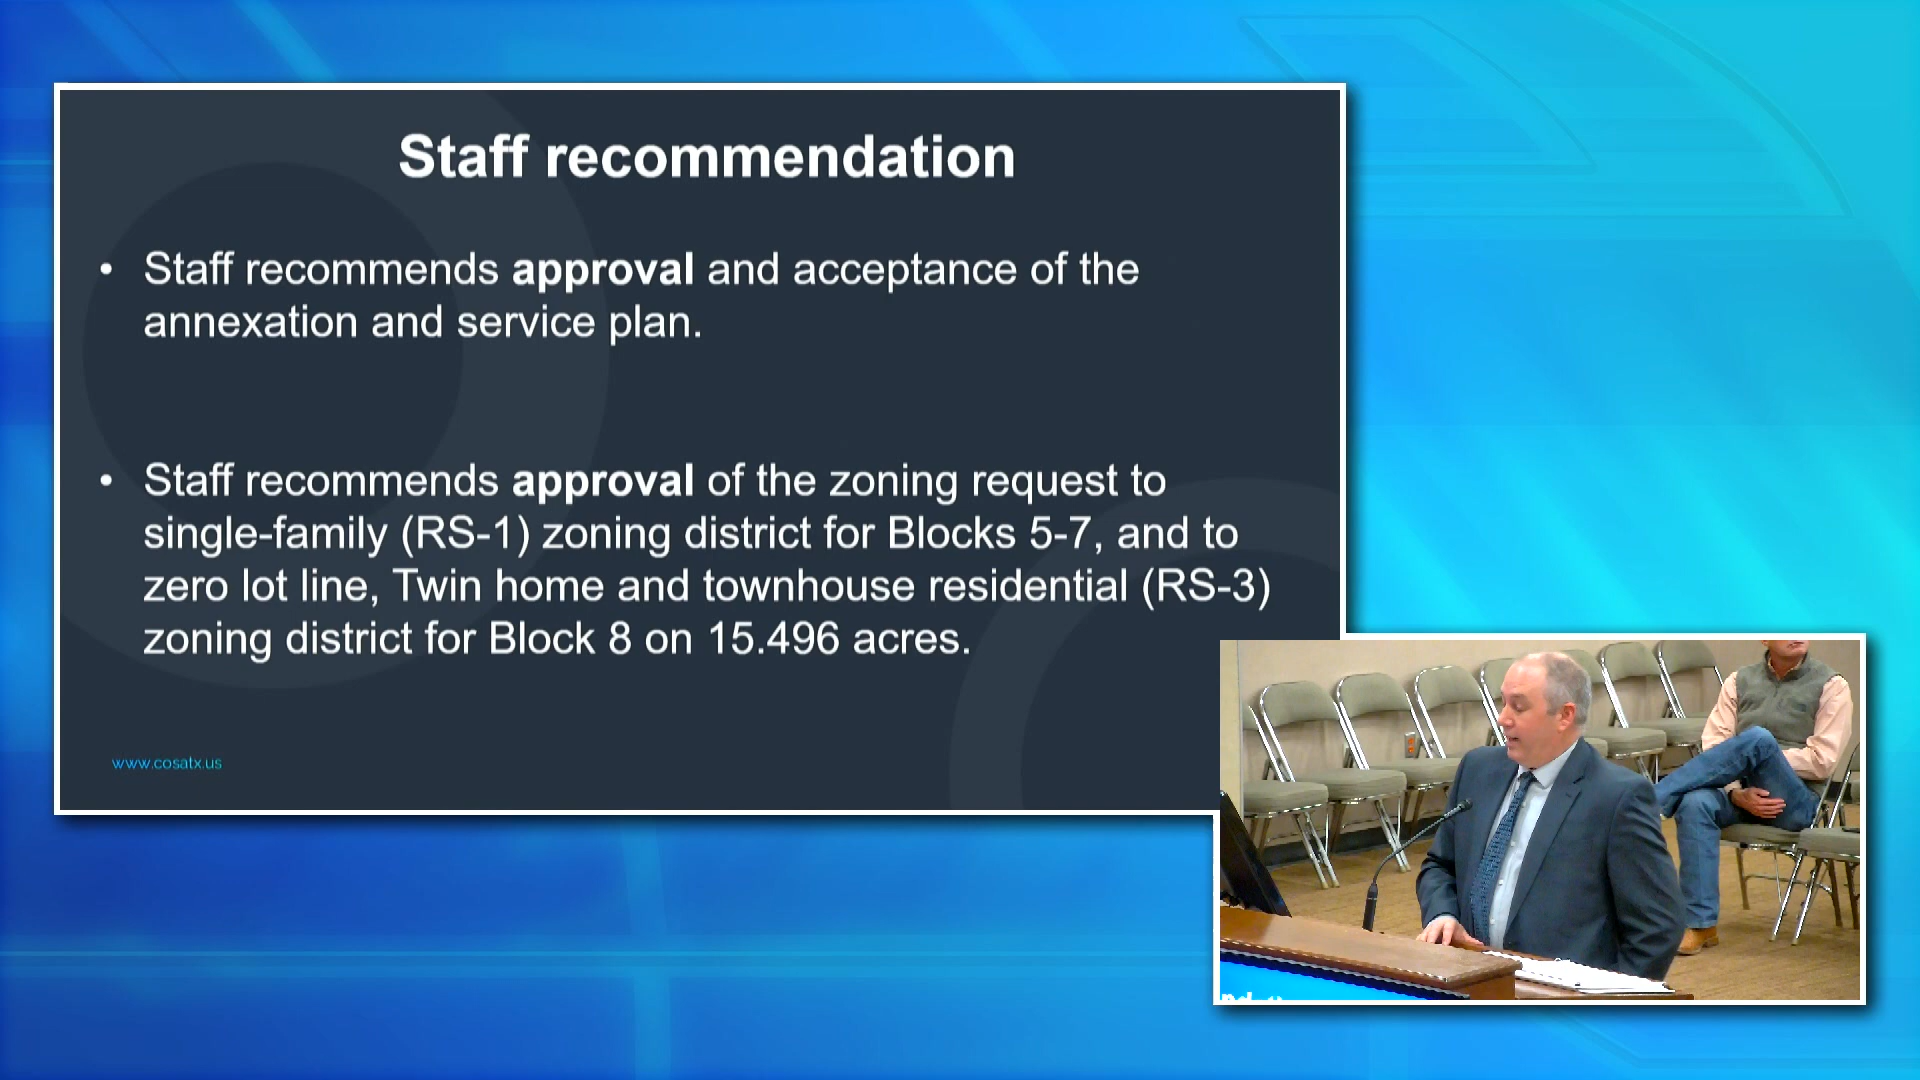 Staff recommendation
• Staff recommends approval and acceptance of the
annexation and service plan.
• Staff recommends approval of the zoning request to
single-family (RS-1) zoning district for Blocks 5-7, and to
zero lot line, Twin home and townhouse residential (RS-3)
zoning district for Block 8 on 15.496 acres.
www.cosatx.us